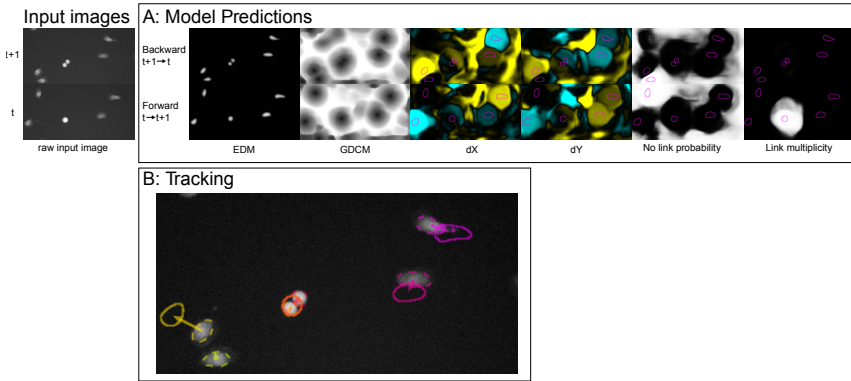 Input images
A: Model Predictions
t+1
t
raw input image
Backward
t+1→t
Forward
t→t+1
EDM
GDCM
dX
dY
No link probability
Link multiplicity
B: Tracking